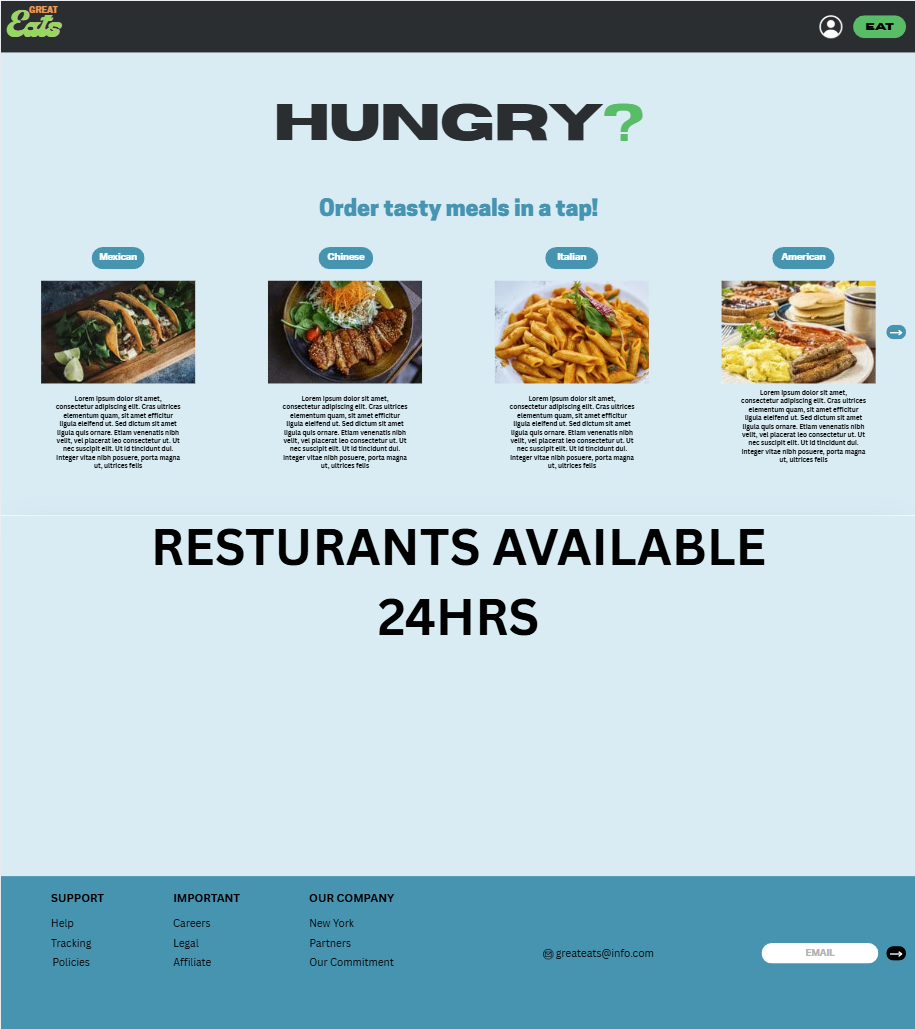 GREAT
Eats
EAT
HUNGRY?
Order tasty meals in a tap!
Mexican
Chinese
Italian
American
Lorem ipsum dolor sit amet,
consectetur adipiscing elit. Cras ultrices
elementum quam, sit amet efficitur
ligula eleifend ut. Sed dictum sit amet
ligula quis ornare. Etiam venenatis nibh
velit, vel placerat leo consectetur ut. Ut
nec suscipit elit. Ut id tincidunt dui.
Integer vitae nibh posuere, porta magna
ut, ultrices felis
Lorem ipsum dolor sit amet,
consectetur adipiscing elit. Cras ultrices
elementum quam, sit amet efficitur
ligula eleifend ut. Sed dictum sit amet
ligula quis ornare. Etiam venenatis nibh
velit, vel placerat leo consectetur ut. Ut
nec suscipit elit. Ut id tincidunt dui.
Integer vitae nibh posuere, porta magna
ut, ultrices felis
Lorem ipsum dolor sit amet,
consectetur adipiscing elit. Cras ultrices
elementum quam, sit amet efficitur
ligula eleifend ut. Sed dictum sit amet
ligula quis ornare. Etiam venenatis nibh
velit, vel placerat leo consectetur ut. Ut
nec suscipit elit. Ut id tincidunt dui.
Integer vitae nibh posuere, porta magna
ut, ultrices felis
Lorem ipsum dolor sit amet,
consectetur adipiscing elit. Cras ultrices
elementum quam, sit amet efficitur
ligula eleifend ut. Sed dictum sit amet
ligula quis ornare. Etiam venenatis nibh
velit, vel placerat leo consectetur ut. Ut
nec suscipit elit. Ut id tincidunt dui.
Integer vitae nibh posuere, porta magna
ut, ultrices felis
RESTURANTS AVAILABLE
24HRS
SUPPORT
Help
Tracking
Policies
IMPORTANT
Careers
Legal
Affiliate
OUR COMPANY
New York
Partners
Our Commitment
greateats@info.com
EMAIL